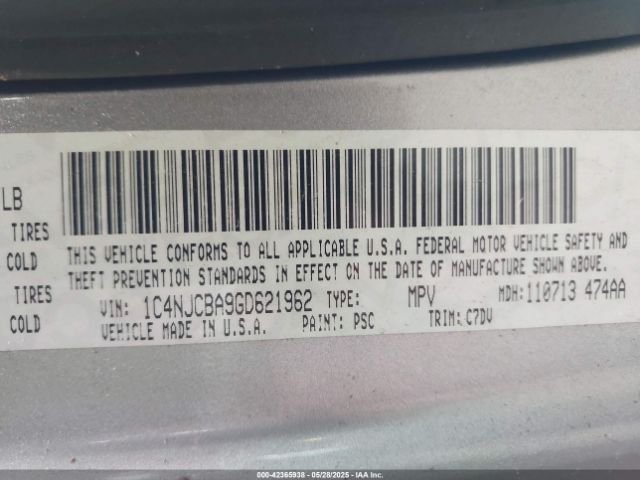 LB
TIRES
COLD
TIRES
COLD
THIS VEHICLE CONFORMS TO ALL APPLICABLE U.S.A. FEDERAL MOTOR VEHICLE SAFETY AND
THEFT PREVENTION STANDARDS IN EFFECT ON THE DATE OF MANUFACTURE SHOWN ABOVE.
VIN: 1C4NJCBA9GD621962 TYPE: MPV MDH: 110713 474AA
VEHICLE MADE IN U.S.A. PAINT: PSC TRIM: C7DV
000-42365938 - 05/28/2025 - IAA Inc. - COPART